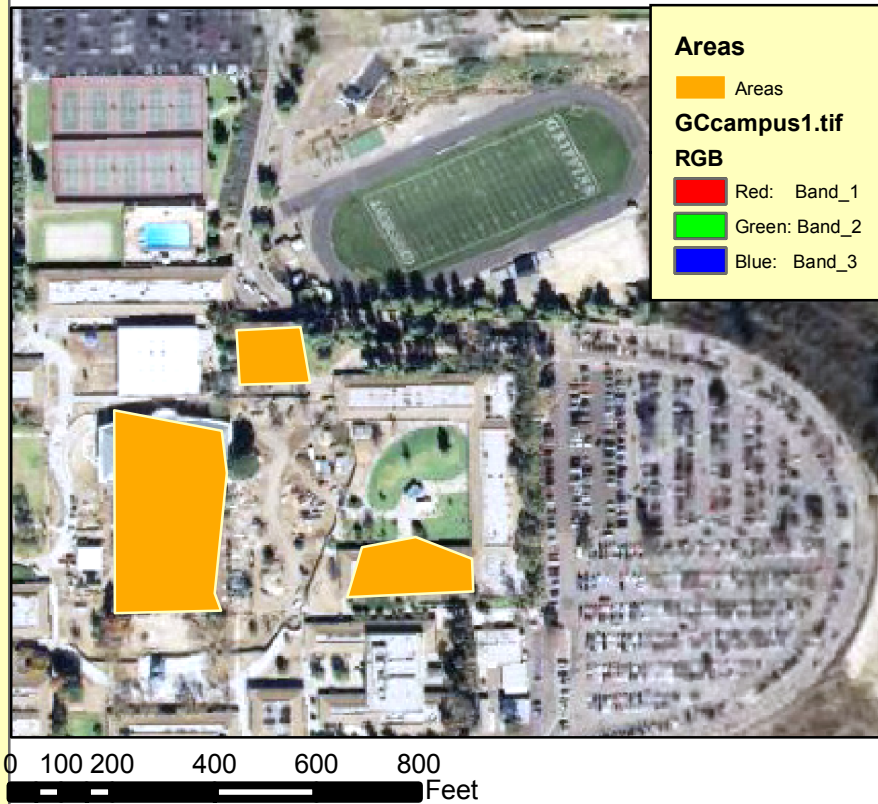 Areas
Areas
GCcampus1.tif
RGB
Red: Band_1
Green: Band_2
Blue: Band_3
0 100 200 400 600 800
Feet